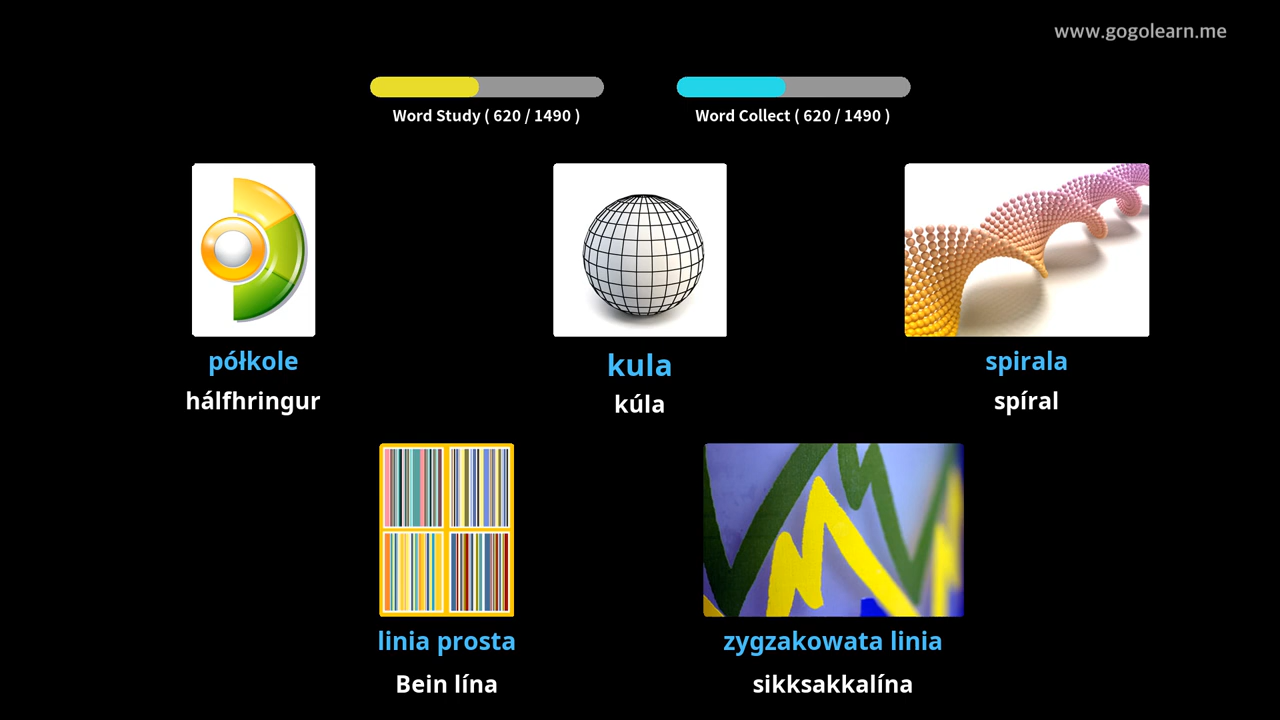 www.gogolearn.me
Word Study ( 620 / 1490 )
Word Collect ( 620 / 1490 )
półkole
hálfhringur
kula
kúla
spirala
spíral
linia prosta
Bein lína
zygzakowata linia
sikksakkalína